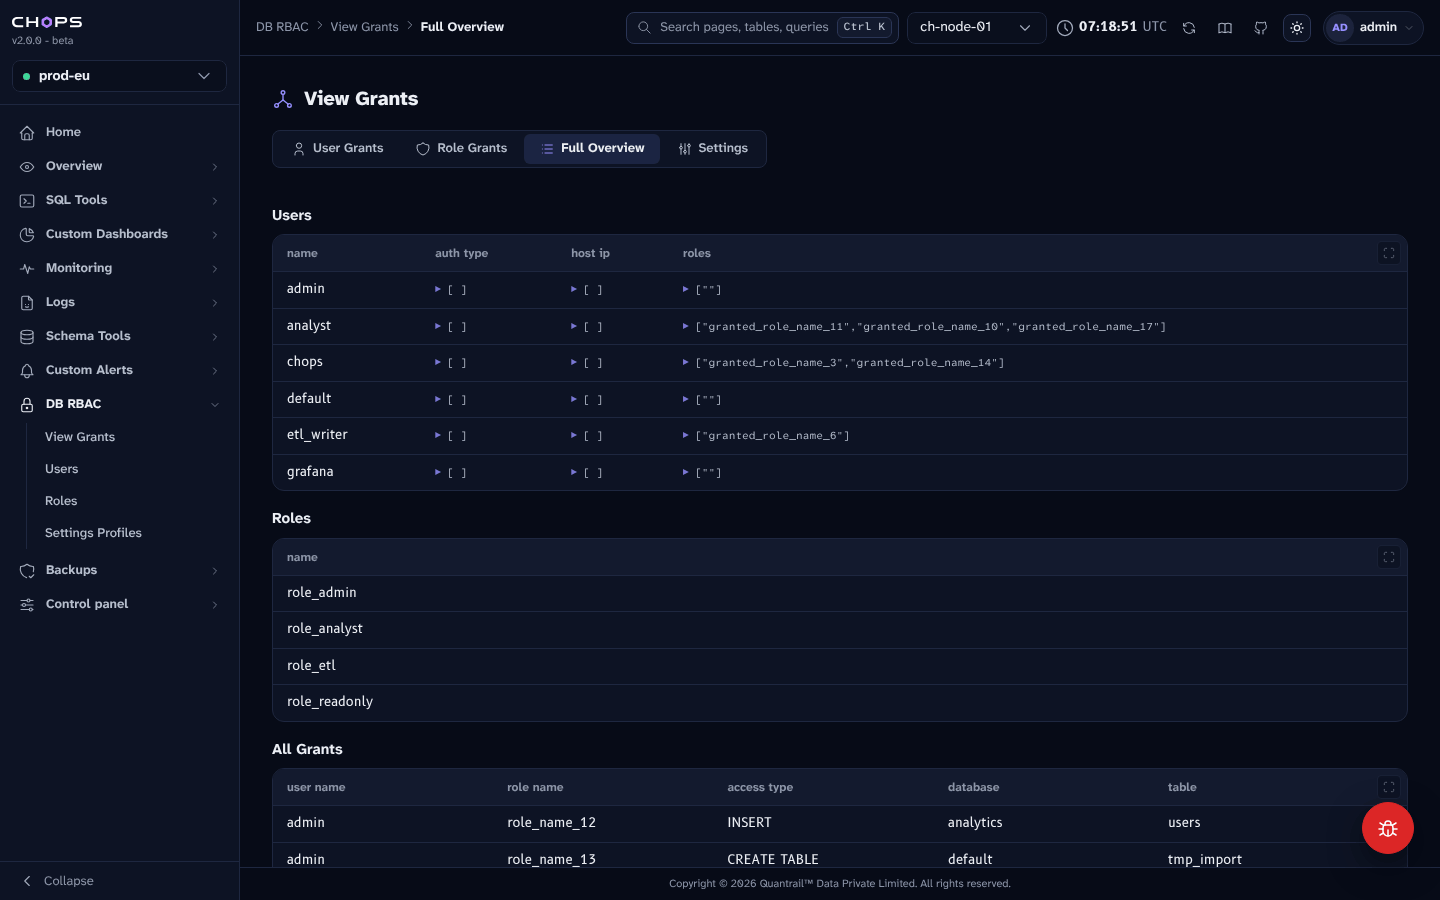 CHOPS
v2.0.0 - beta
prod-eu
Home
Overview
SQL Tools
Custom Dashboards
Monitoring
Logs
Schema Tools
Custom Alerts
DB RBAC
View Grants
Users
Roles
Settings Profiles
Backups
Control panel
Collapse
DB RBAC View Grants Full Overview
Search pages, tables, queries Ctrl K
ch-node-01
07:18:51 UTC
AD admin
View Grants
User Grants Role Grants Full Overview Settings
Users
name auth type host ip roles
admin [ ] [ ] [""]
analyst [ ] [ ] ["granted_role_name_11","granted_role_name_10","granted_role_name_17"]
chops [ ] [ ] ["granted_role_name_3","granted_role_name_14"]
default [ ] [ ] [""]
etl_writer [ ] [ ] ["granted_role_name_6"]
grafana [ ] [ ] [""]
Roles
name
role_admin
role_analyst
role_etl
role_readonly
All Grants
user name role name access type database table
admin role_name_12 INSERT analytics users
admin role_name_13 CREATE TABLE default tmp_import
Copyright © 2026 Quantrail™ Data Private Limited. All rights reserved.